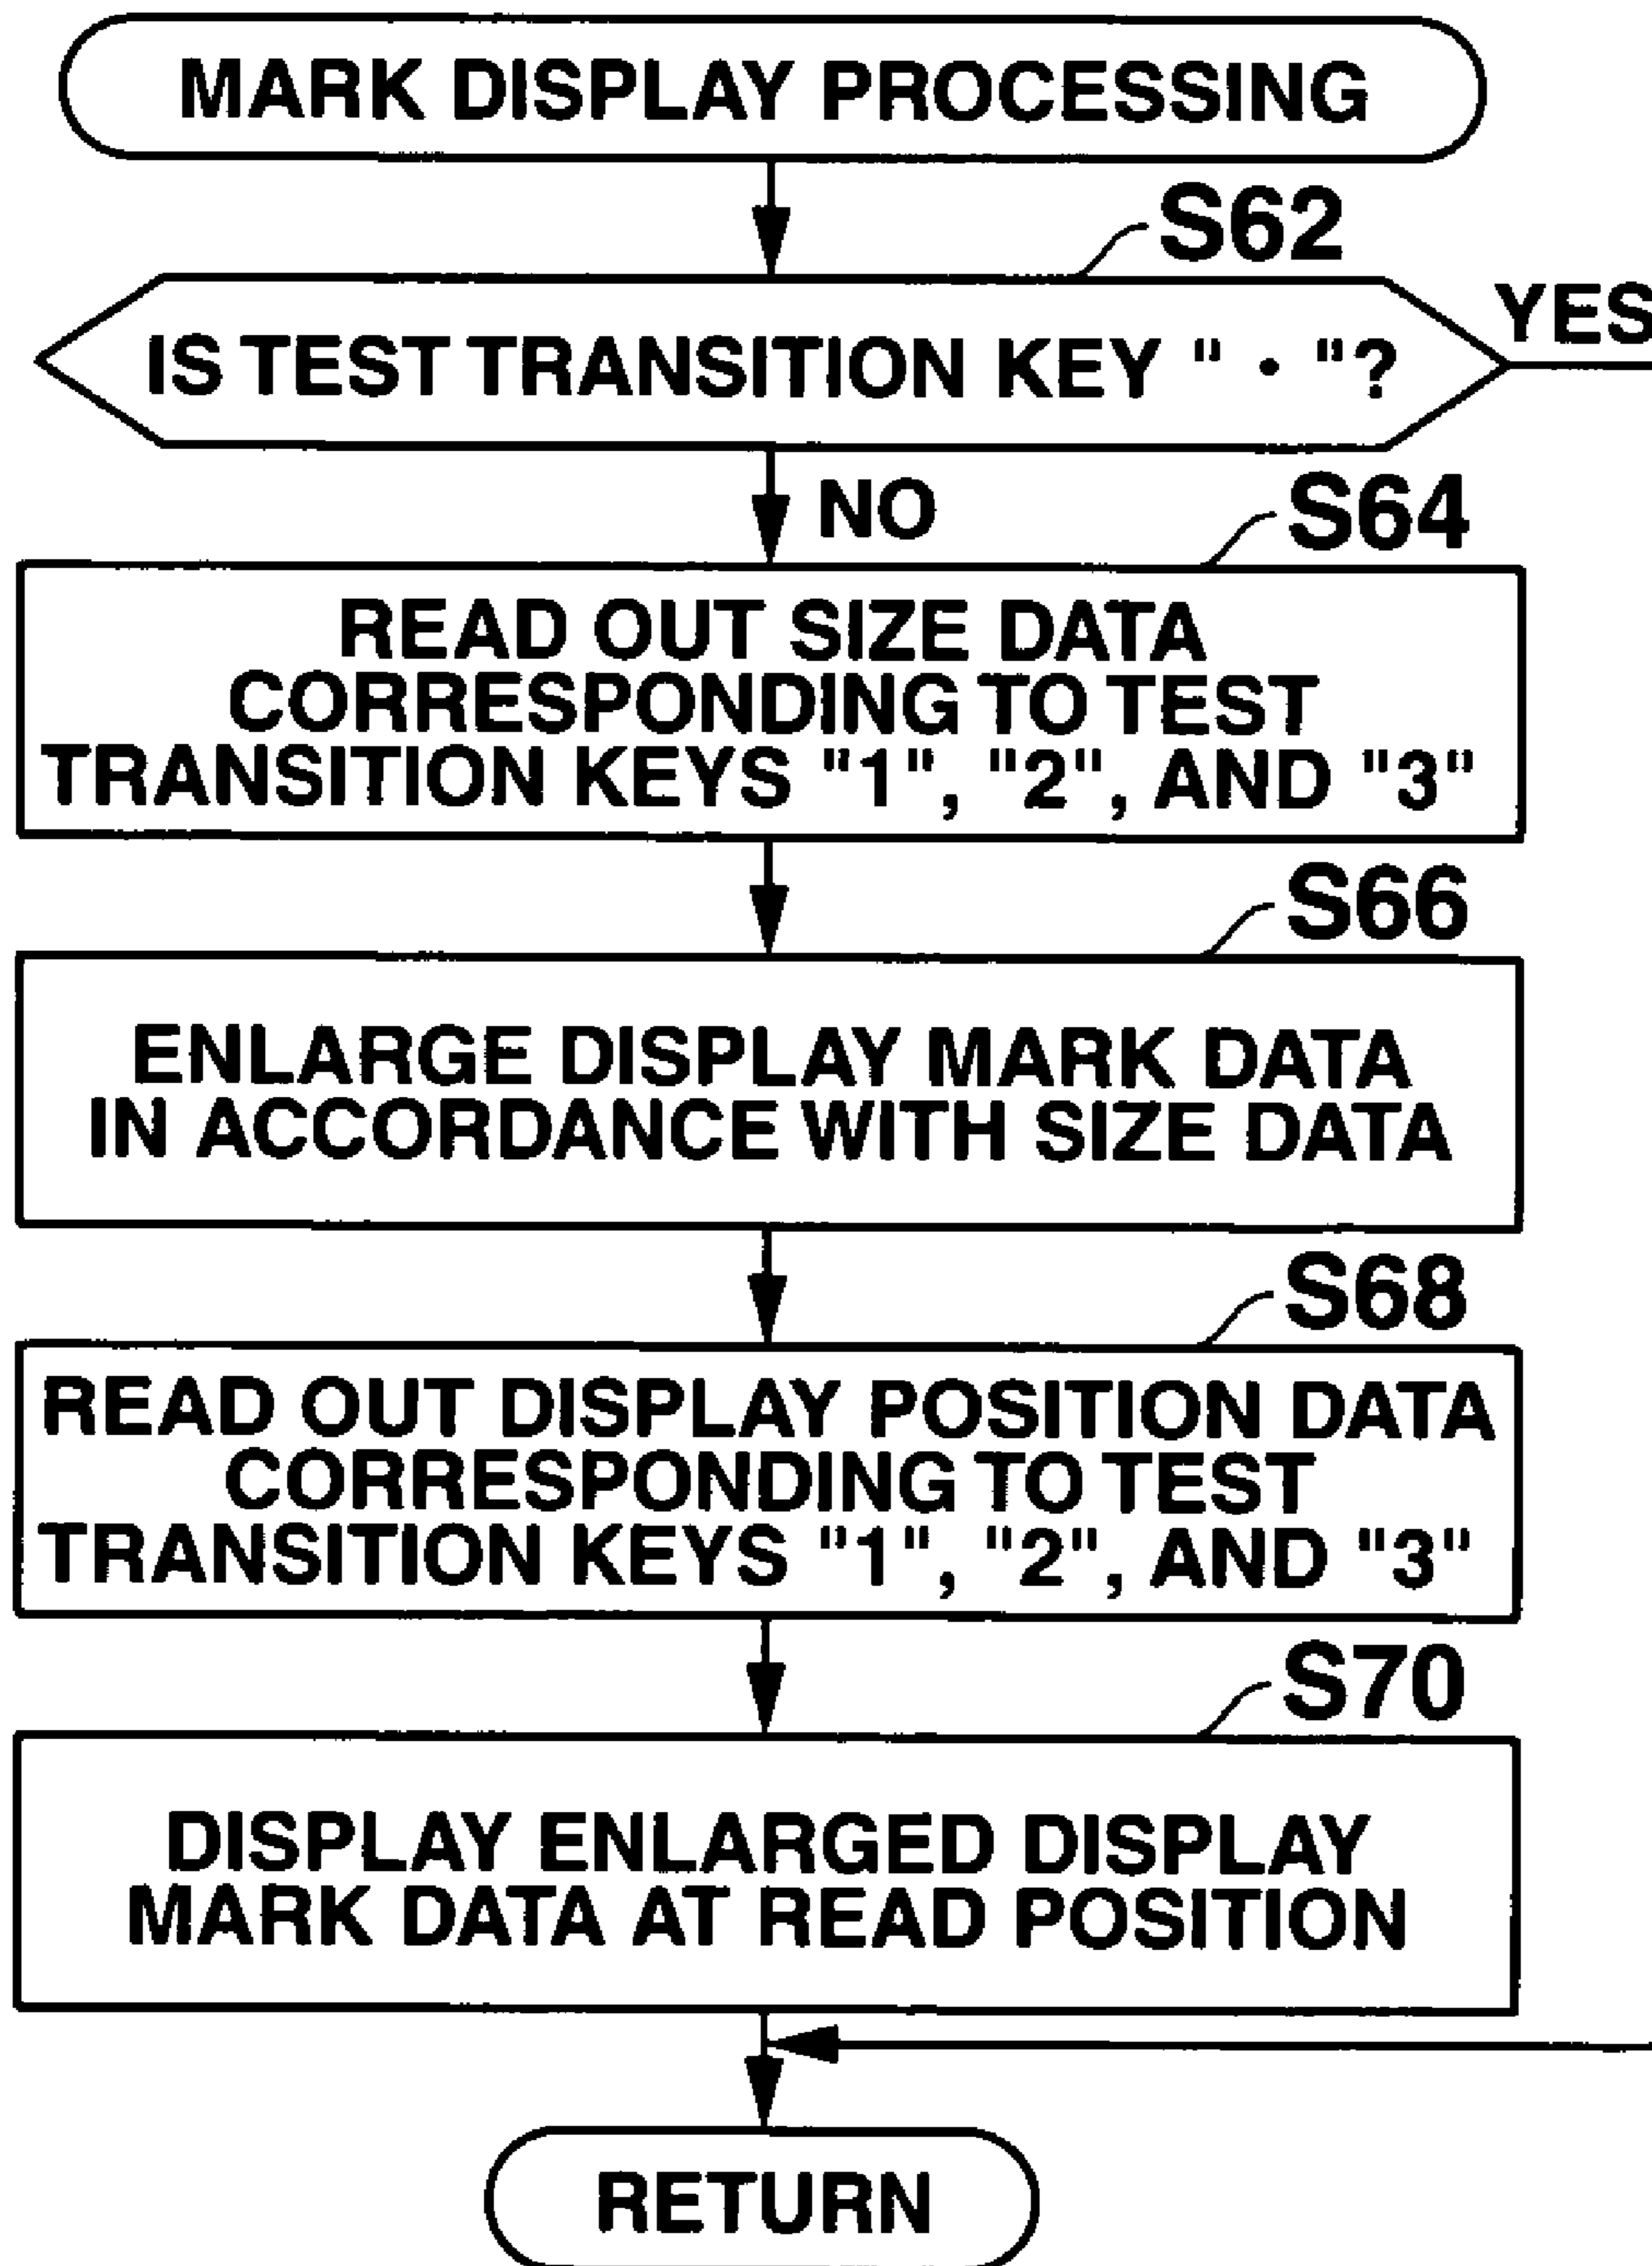 MARK DISPLAY PROCESSING
S62
IS TEST TRANSITION KEY " · "?
YES
NO
S64
READ OUT SIZE DATA
CORRESPONDING TO TEST
TRANSITION KEYS "1", "2", AND "3"
S66
ENLARGE DISPLAY MARK DATA
IN ACCORDANCE WITH SIZE DATA
S68
READ OUT DISPLAY POSITION DATA
CORRESPONDING TO TEST
TRANSITION KEYS "1", "2", AND "3"
S70
DISPLAY ENLARGED DISPLAY
MARK DATA AT READ POSITION
RETURN